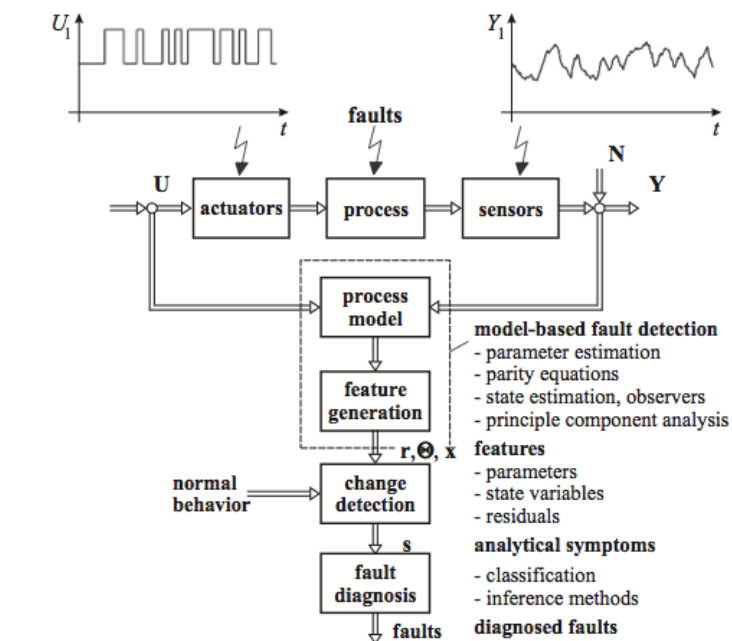 U1
t
Y1
t
faults
N
U
Y
actuators
process
sensors
process
model
model-based fault detection
- parameter estimation
- parity equations
- state estimation, observers
- principle component analysis
feature
generation
r,Θ, x
features
- parameters
- state variables
- residuals
normal
behavior
change
detection
s
analytical symptoms
- classification
- inference methods
fault
diagnosis
faults
diagnosed faults